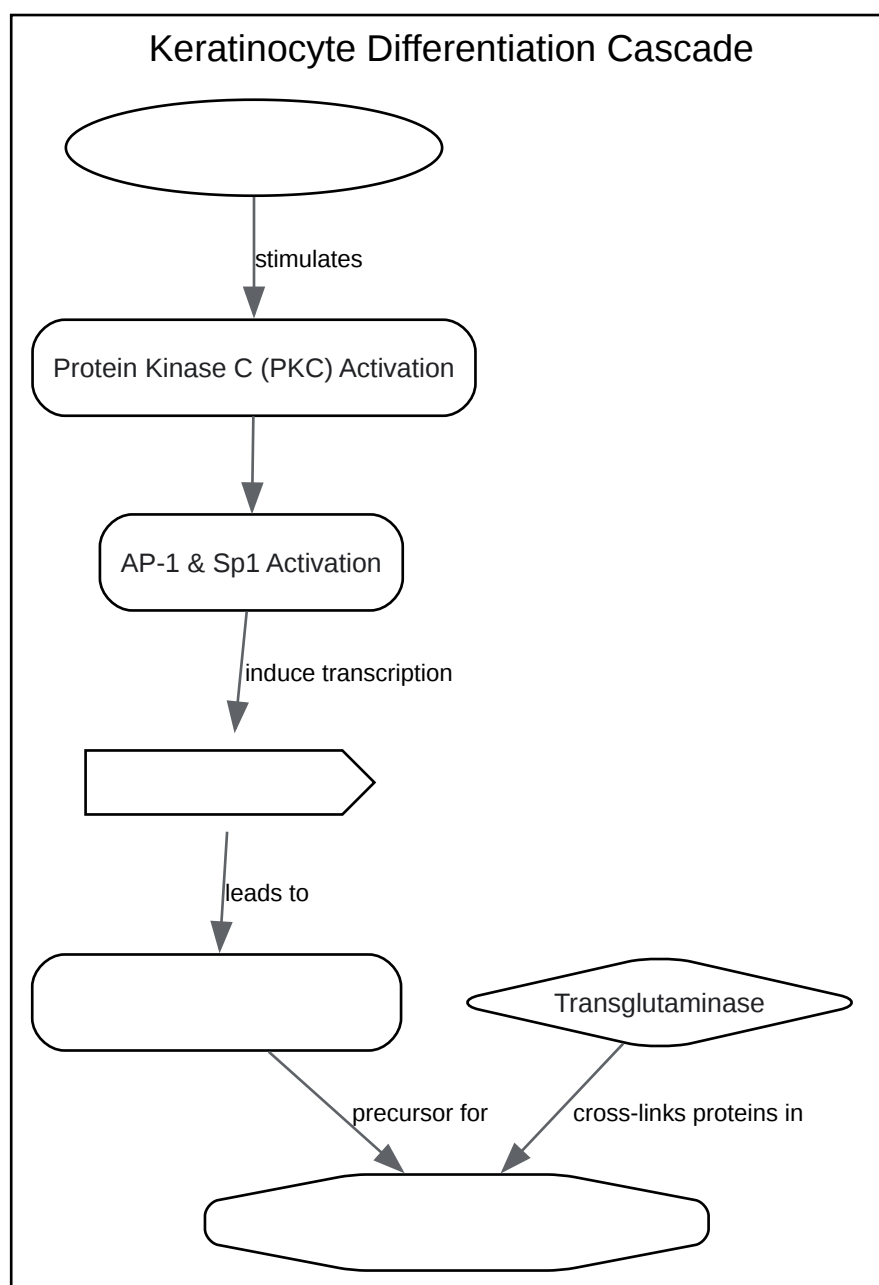 Keratinocyte Differentiation Cascade
stimulates
Protein Kinase C (PKC) Activation
AP-1 & Sp1 Activation
induce transcription
leads to
Transglutaminase
precursor for
cross-links proteins in